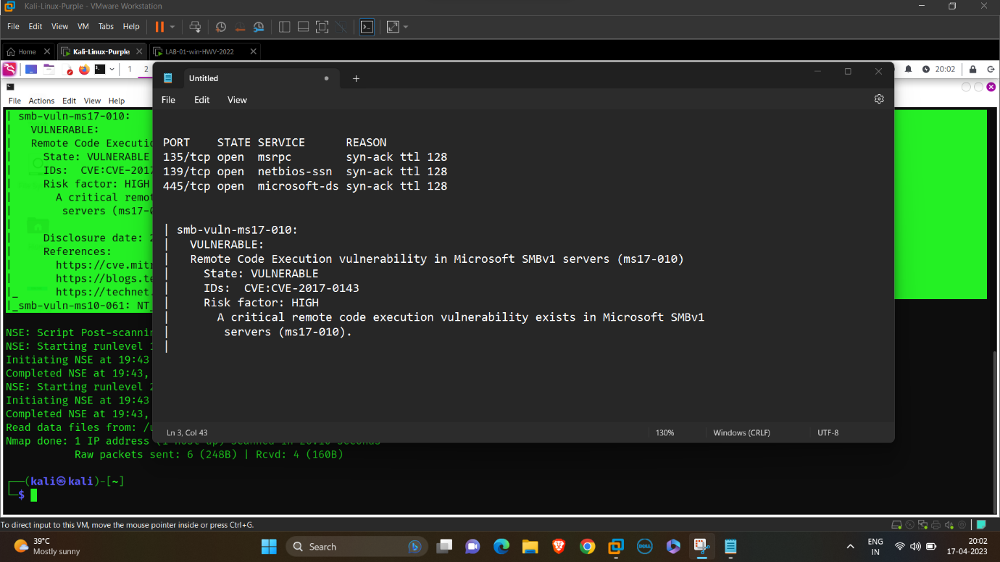 Kali-Linux-Purple - VMware Workstation
File Edit View VM Tabs Help
Home Kali-Linux-Purple LAB-01-win-HWV-2022
1 2 20:02
Untitled
File Edit View
File Actions Edit View Help
| smb-vuln-ms17-010:
| VULNERABLE:
| Remote Code Executio
| State: VULNERABLE
| IDs: CVE:CVE-2017
| Risk factor: HIGH
| A critical remo
| servers (ms17-0
|
| Disclosure date: 2
| References:
| https://cve.mitr
| https://blogs.te
|_ https://technet.
|_smb-vuln-ms10-061: NT_
NSE: Script Post-scannin
NSE: Starting runlevel 1
Initiating NSE at 19:43
Completed NSE at 19:43,
NSE: Starting runlevel 2
Initiating NSE at 19:43
Completed NSE at 19:43,
Read data files from: /u
Nmap done: 1 IP address (1 host up) scanned in 20.10 seconds
Raw packets sent: 6 (248B) | Rcvd: 4 (160B)
(kali㉿kali)-[~]
$
PORT STATE SERVICE REASON
135/tcp open msrpc syn-ack ttl 128
139/tcp open netbios-ssn syn-ack ttl 128
445/tcp open microsoft-ds syn-ack ttl 128
| smb-vuln-ms17-010:
| VULNERABLE:
| Remote Code Execution vulnerability in Microsoft SMBv1 servers (ms17-010)
| State: VULNERABLE
| IDs: CVE:CVE-2017-0143
| Risk factor: HIGH
| A critical remote code execution vulnerability exists in Microsoft SMBv1
| servers (ms17-010).
|
Ln 3, Col 43 130% Windows (CRLF) UTF-8
To direct input to this VM, move the mouse pointer inside or press Ctrl+G.
39°C
Mostly sunny
Search
DELL
ENG
IN
20:02
17-04-2023